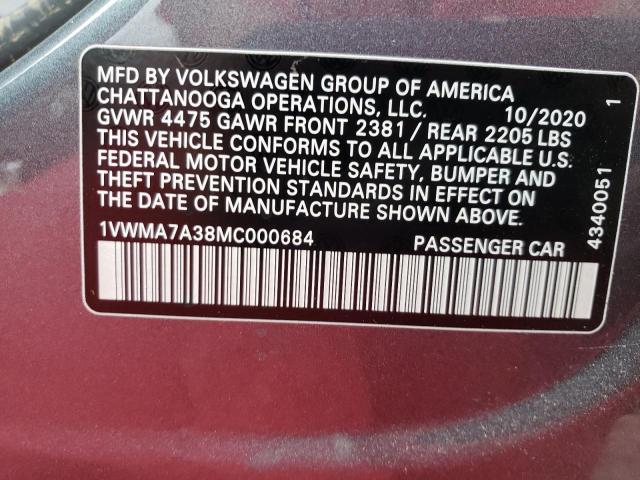 MFD BY VOLKSWAGEN GROUP OF AMERICA
CHATTANOOGA OPERATIONS, LLC. 10/2020
GVWR 4475 GAWR FRONT 2381 / REAR 2205 LBS
THIS VEHICLE CONFORMS TO ALL APPLICABLE U.S.
FEDERAL MOTOR VEHICLE SAFETY, BUMPER AND
THEFT PREVENTION STANDARDS IN EFFECT ON
THE DATE OF MANUFACTURE SHOWN ABOVE.
1VWMA7A38MC000684 PASSENGER CAR
4340051 1